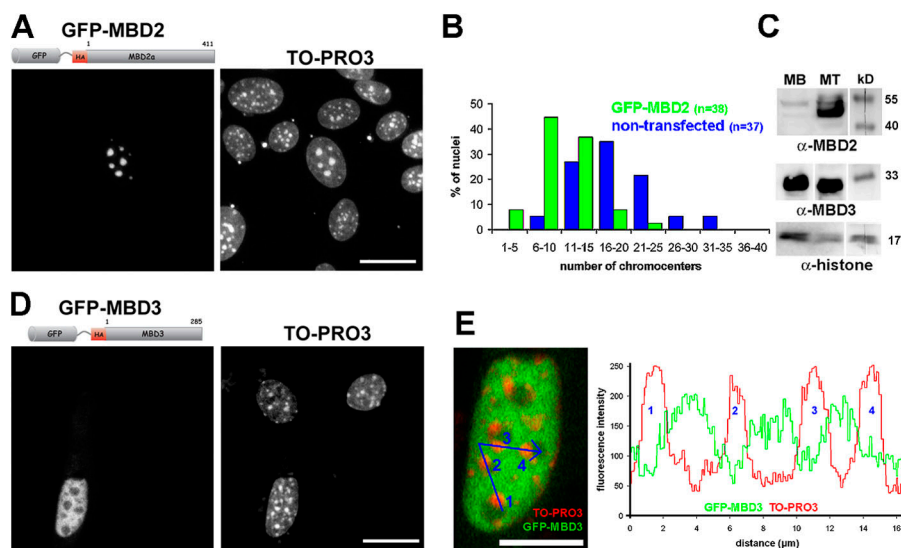 A
GFP-MBD2
1 411
GFP HA MBD2a
TO-PRO3
B
50
40
30
20
10
0
% of nuclei
GFP-MBD2 (n=38)
non-transfected (n=37)
1-5 6-10 11-15 16-20 21-25 26-30 31-35 36-40
number of chromocenters
C
MB MT kD
55
40
α-MBD2
33
α-MBD3
17
α-histone
D
GFP-MBD3
1 285
GFP HA MBD3
TO-PRO3
E
3
2 4
1
TO-PRO3
GFP-MBD3
250
200
150
100
50
0
fluorescence intensity
1 2 3 4
GFP-MBD3 TO-PRO3
0 2 4 6 8 10 12 14 16
distance (µm)